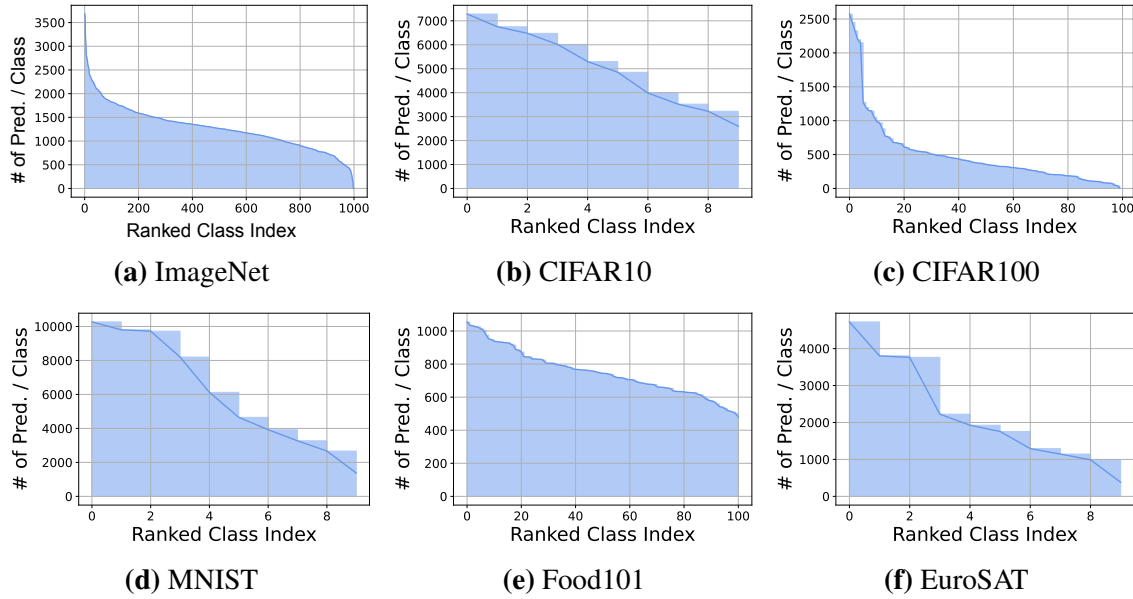 # of Pred. / Class
3500
3000
2500
2000
1500
1000
500
0
0 200 400 600 800 1000
Ranked Class Index
(a) ImageNet
# of Pred. / Class
7000
6000
5000
4000
3000
2000
1000
0
0 2 4 6 8
Ranked Class Index
(b) CIFAR10
# of Pred. / Class
2500
2000
1500
1000
500
0
0 20 40 60 80 100
Ranked Class Index
(c) CIFAR100
# of Pred. / Class
10000
8000
6000
4000
2000
0
0 2 4 6 8
Ranked Class Index
(d) MNIST
# of Pred. / Class
1000
800
600
400
200
0
0 20 40 60 80 100
Ranked Class Index
(e) Food101
# of Pred. / Class
4000
3000
2000
1000
0
0 2 4 6 8
Ranked Class Index
(f) EuroSAT